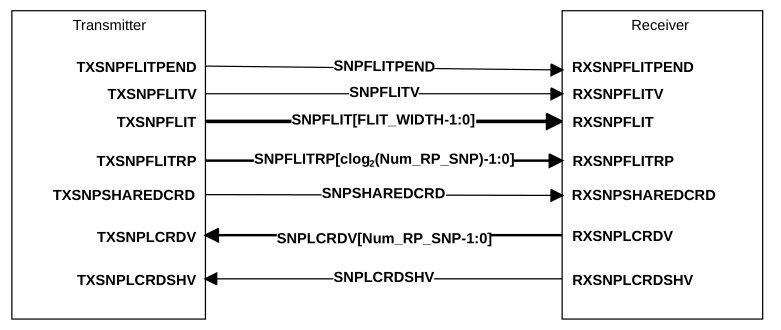 Transmitter Receiver
TXSNPFLITPEND SNPFLITPEND RXSNPFLITPEND
TXSNPFLITV SNPFLITV RXSNPFLITV
TXSNPFLIT SNPFLIT[FLIT_WIDTH-1:0] RXSNPFLIT
TXSNPFLITRP SNPFLITRP[clog₂(Num_RP_SNP)-1:0] RXSNPFLITRP
TXSNPSHAREDCRD SNPSHAREDCRD RXSNPSHAREDCRD
TXSNPLCRDV SNPLCRDV[Num_RP_SNP-1:0] RXSNPLCRDV
TXSNPLCRDSHV SNPLCRDSHV RXSNPLCRDSHV